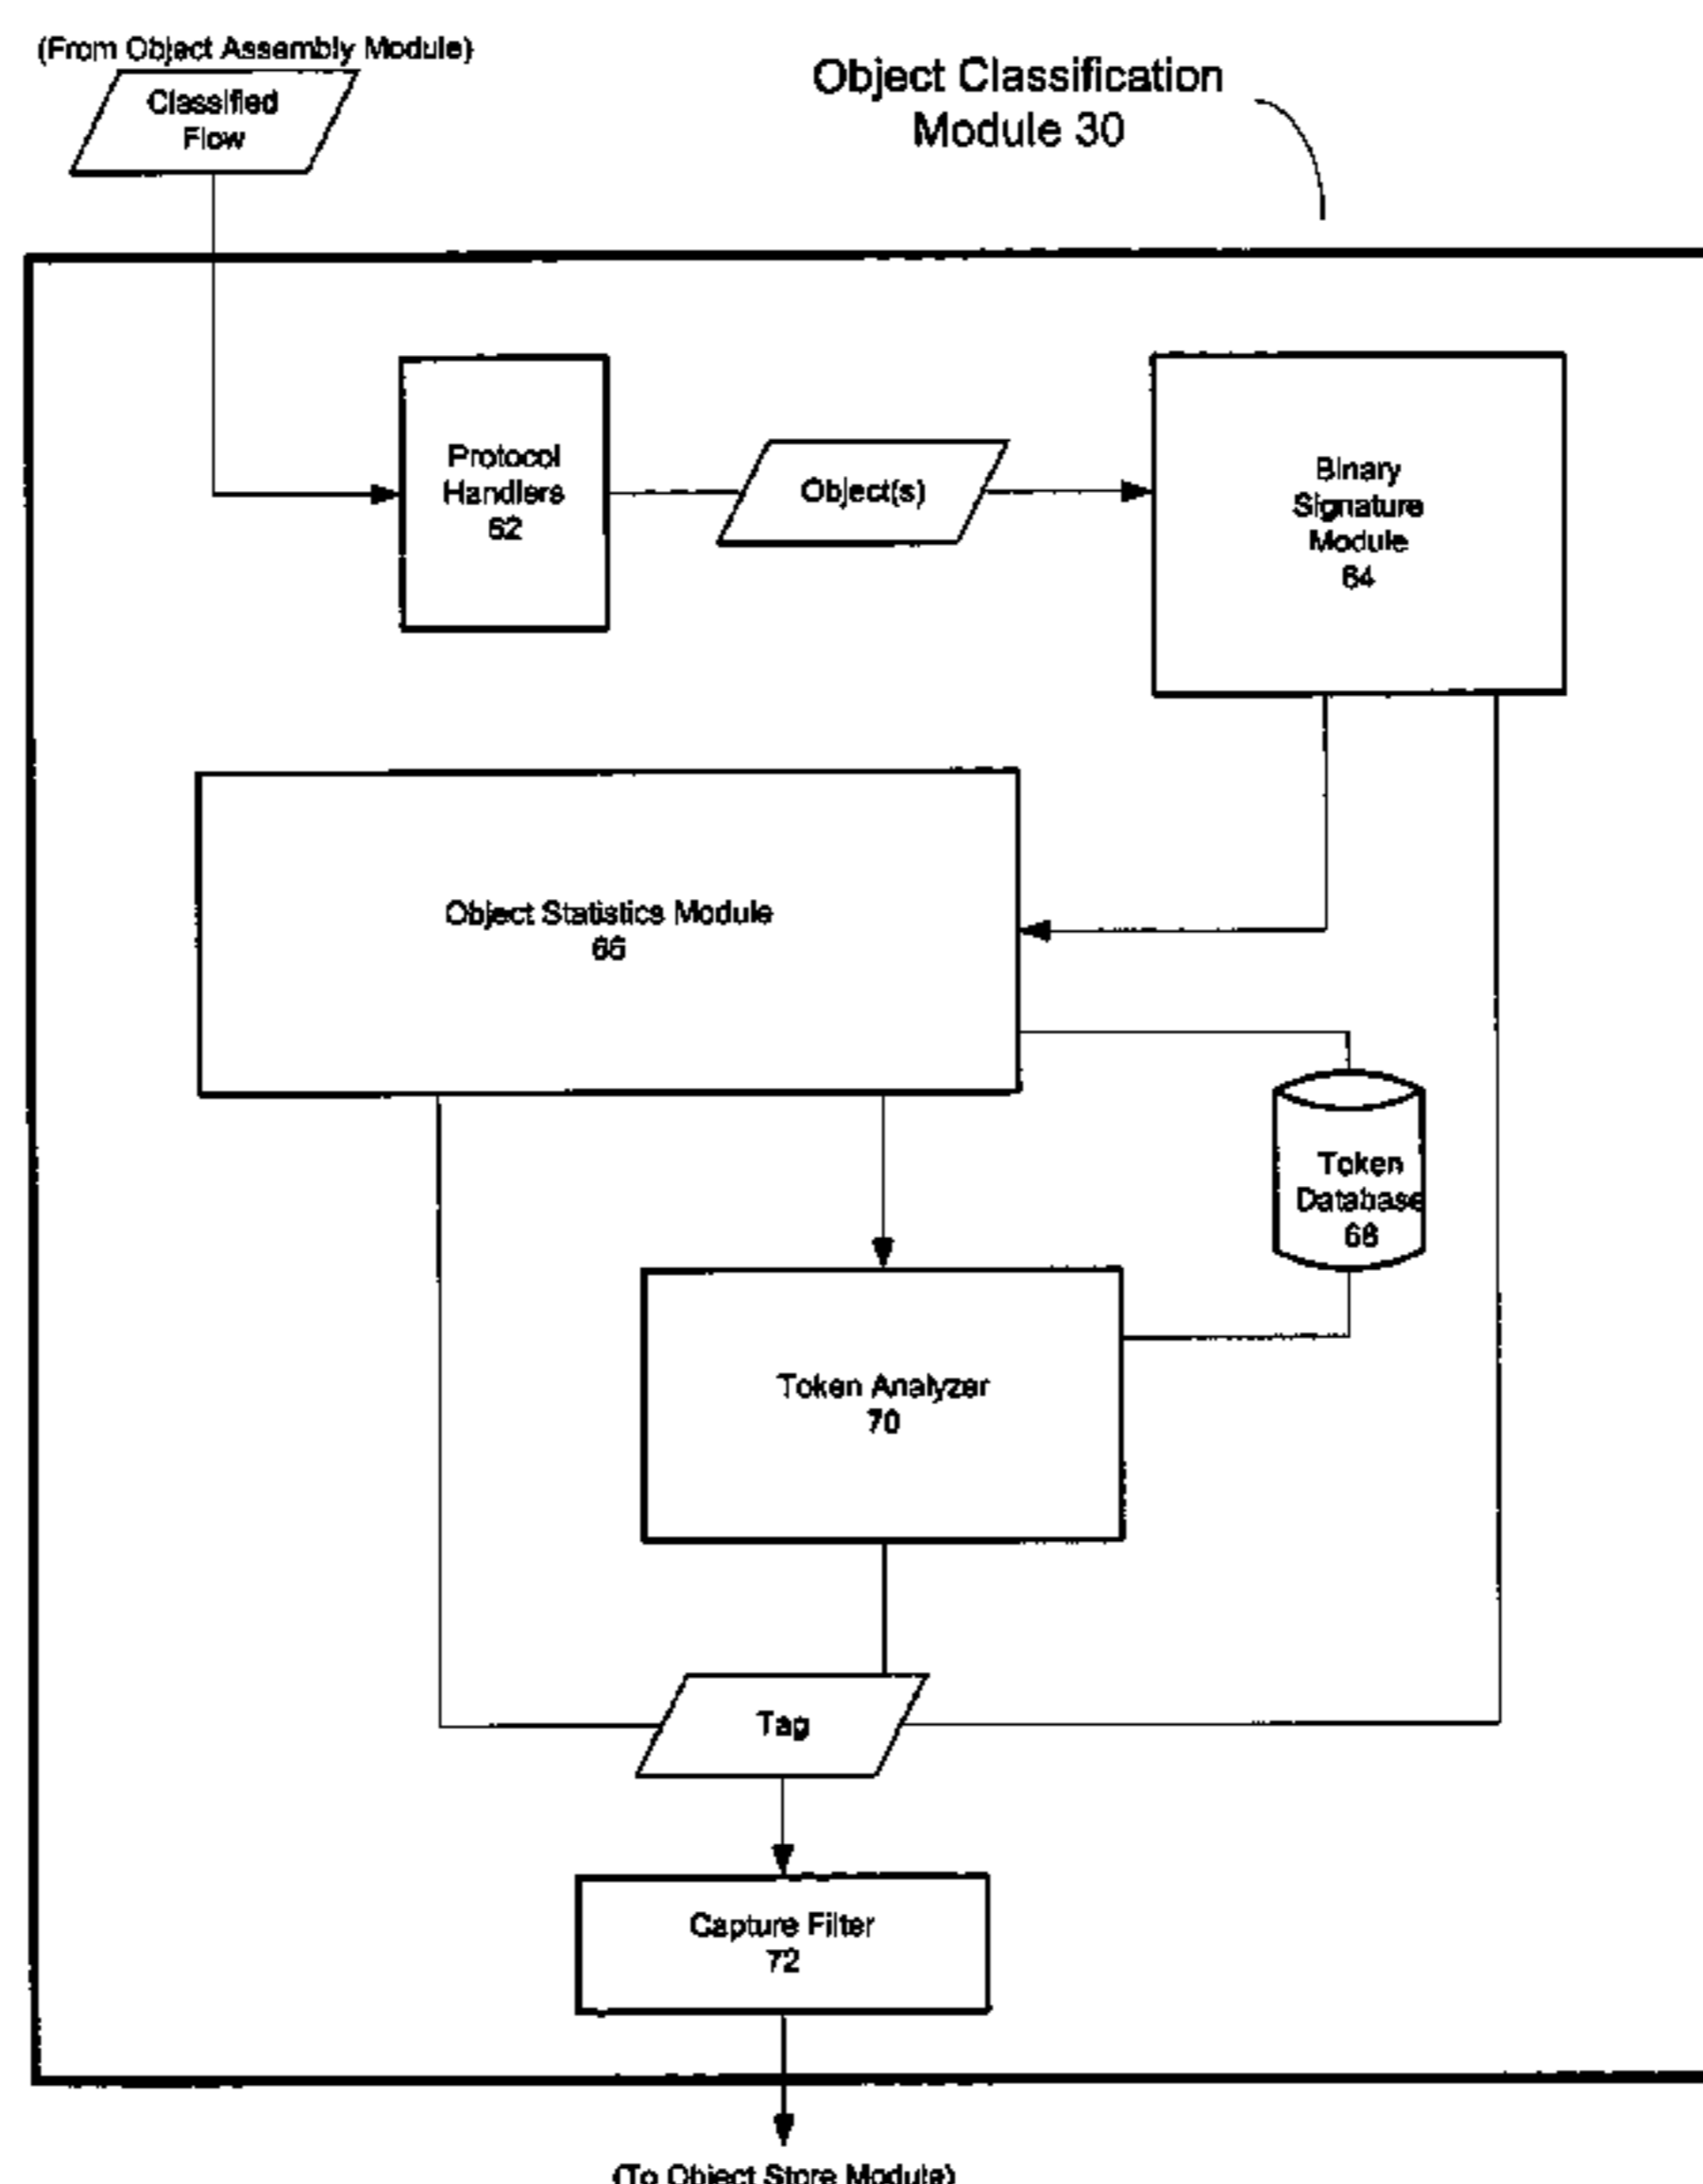 (From Object Assembly Module)
Classified
Flow
Object Classification
Module 30
Protocol
Handlers
62
Object(s)
Binary
Signature
Module
64
Object Statistics Module
66
Token
Database
68
Token Analyzer
70
Tag
Capture Filter
72
(To Object Store Module)